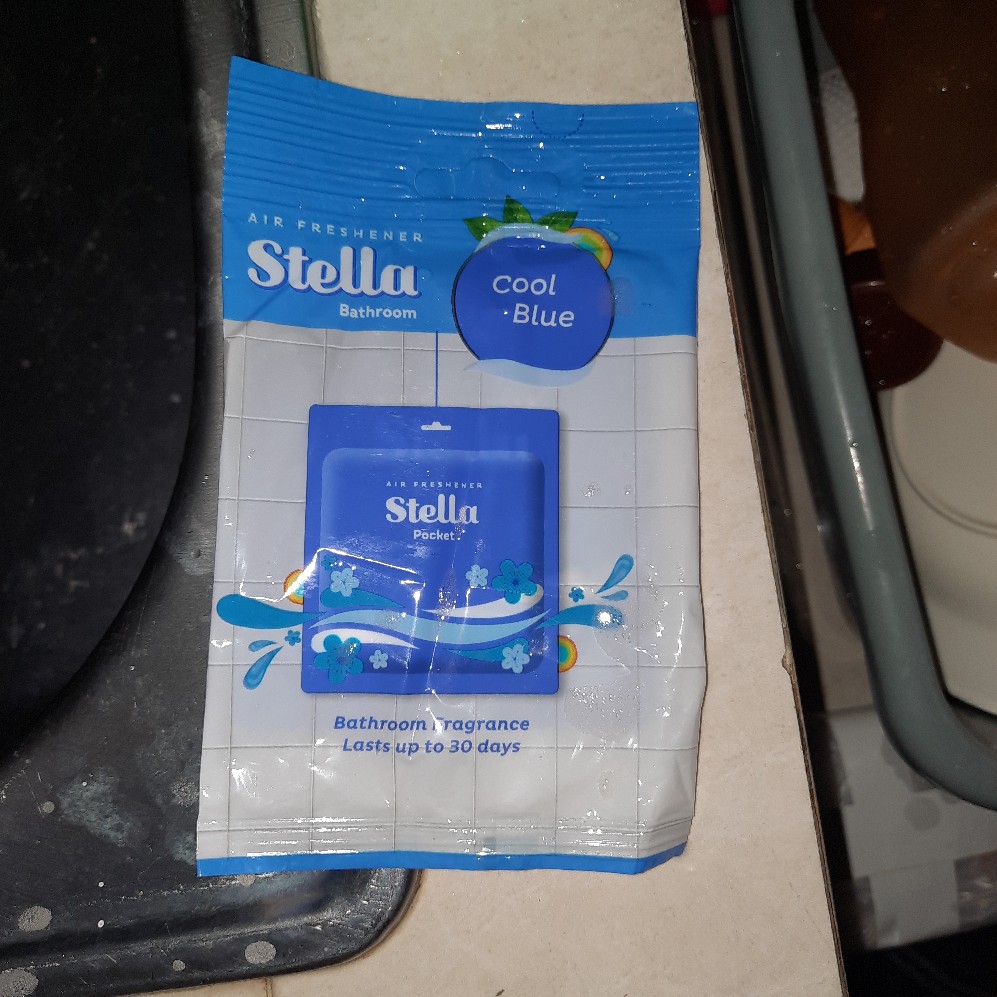 AIR FRESHENER
Stella
Bathroom
Cool
Blue
AIR FRESHENER
Stella
Pocket
Bathroom Fragrance
Lasts up to 30 days